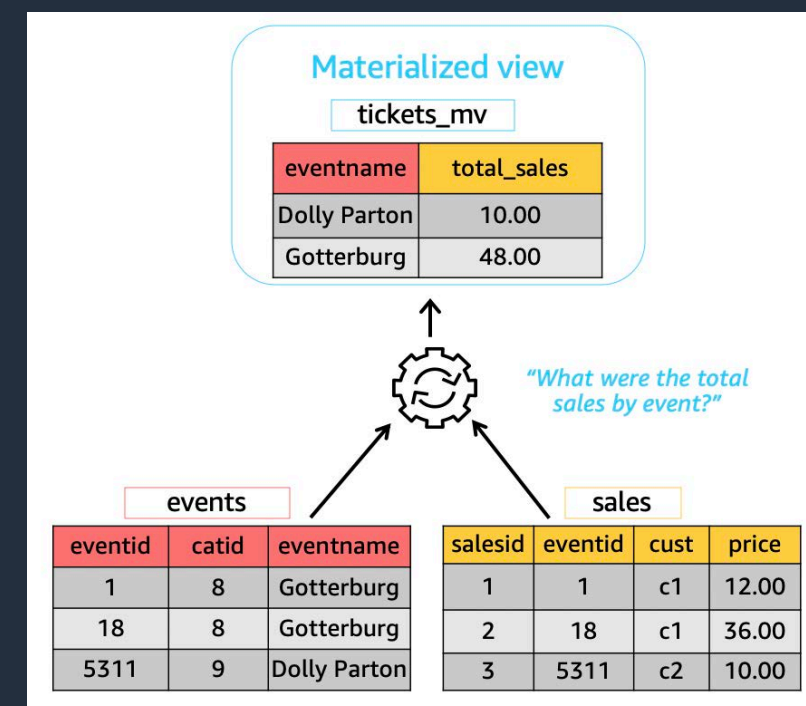 Materialized view
tickets_mv
eventname total_sales
Dolly Parton 10.00
Gotterburg 48.00
“What were the total
sales by event?”
events
eventid catid eventname
1 8 Gotterburg
18 8 Gotterburg
5311 9 Dolly Parton
sales
salesid eventid cust price
1 1 c1 12.00
2 18 c1 36.00
3 5311 c2 10.00